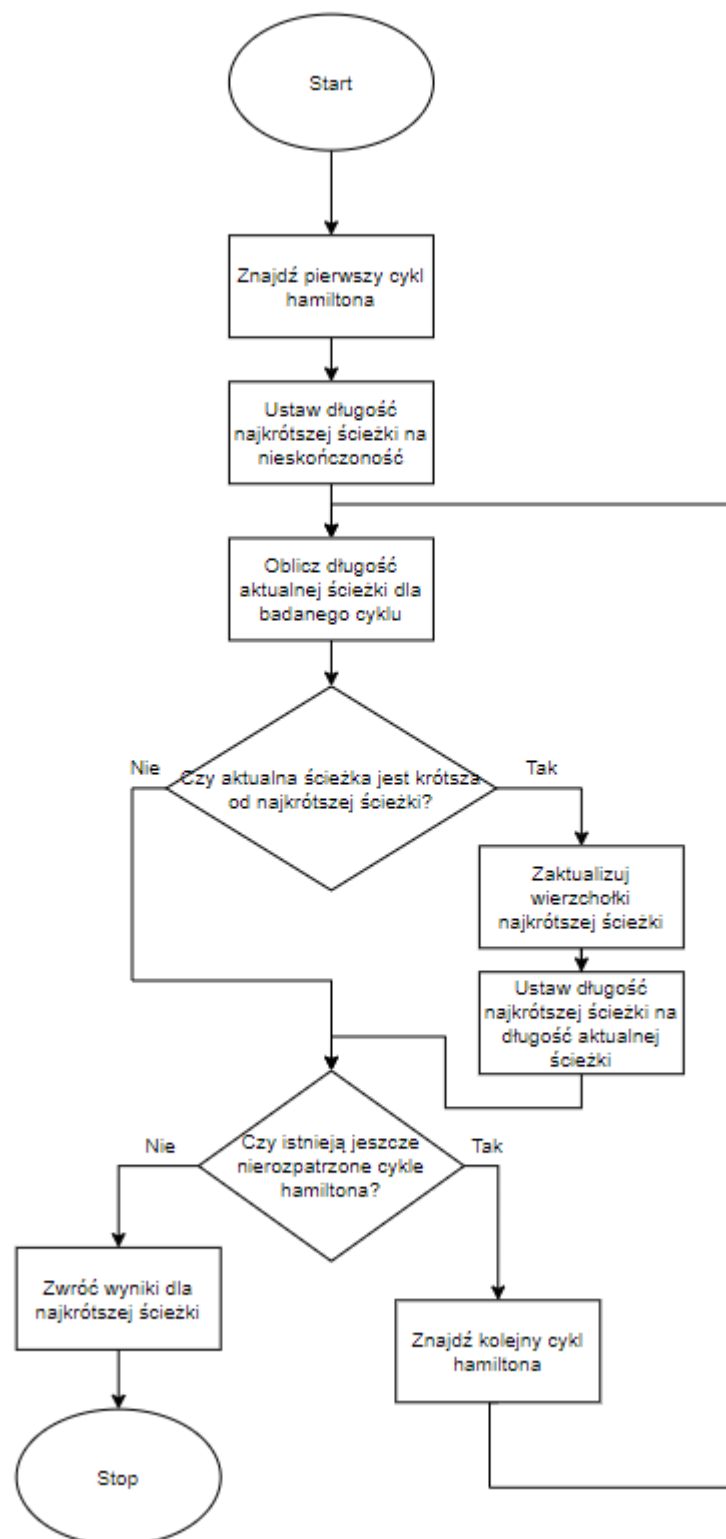 Start
Znajdź pierwszy cykl
hamiltona
Ustaw długość
najkrótszej ścieżki na
nieskończoność
Oblicz długość
aktualnej ścieżki dla
badanego cyklu
Nie
Czy aktualna ścieżka jest krótsza
od najkrótszej ścieżki?
Tak
Zaktualizuj
wierzchołki
najkrótszej ścieżki
Ustaw długość
najkrótszej ścieżki na
długość aktualnej
ścieżki
Nie
Czy istnieją jeszcze
nierozpatrzone cykle
hamiltona?
Tak
Zwróć wyniki dla
najkrótszej ścieżki
Znajdź kolejny cykl
hamiltona
Stop